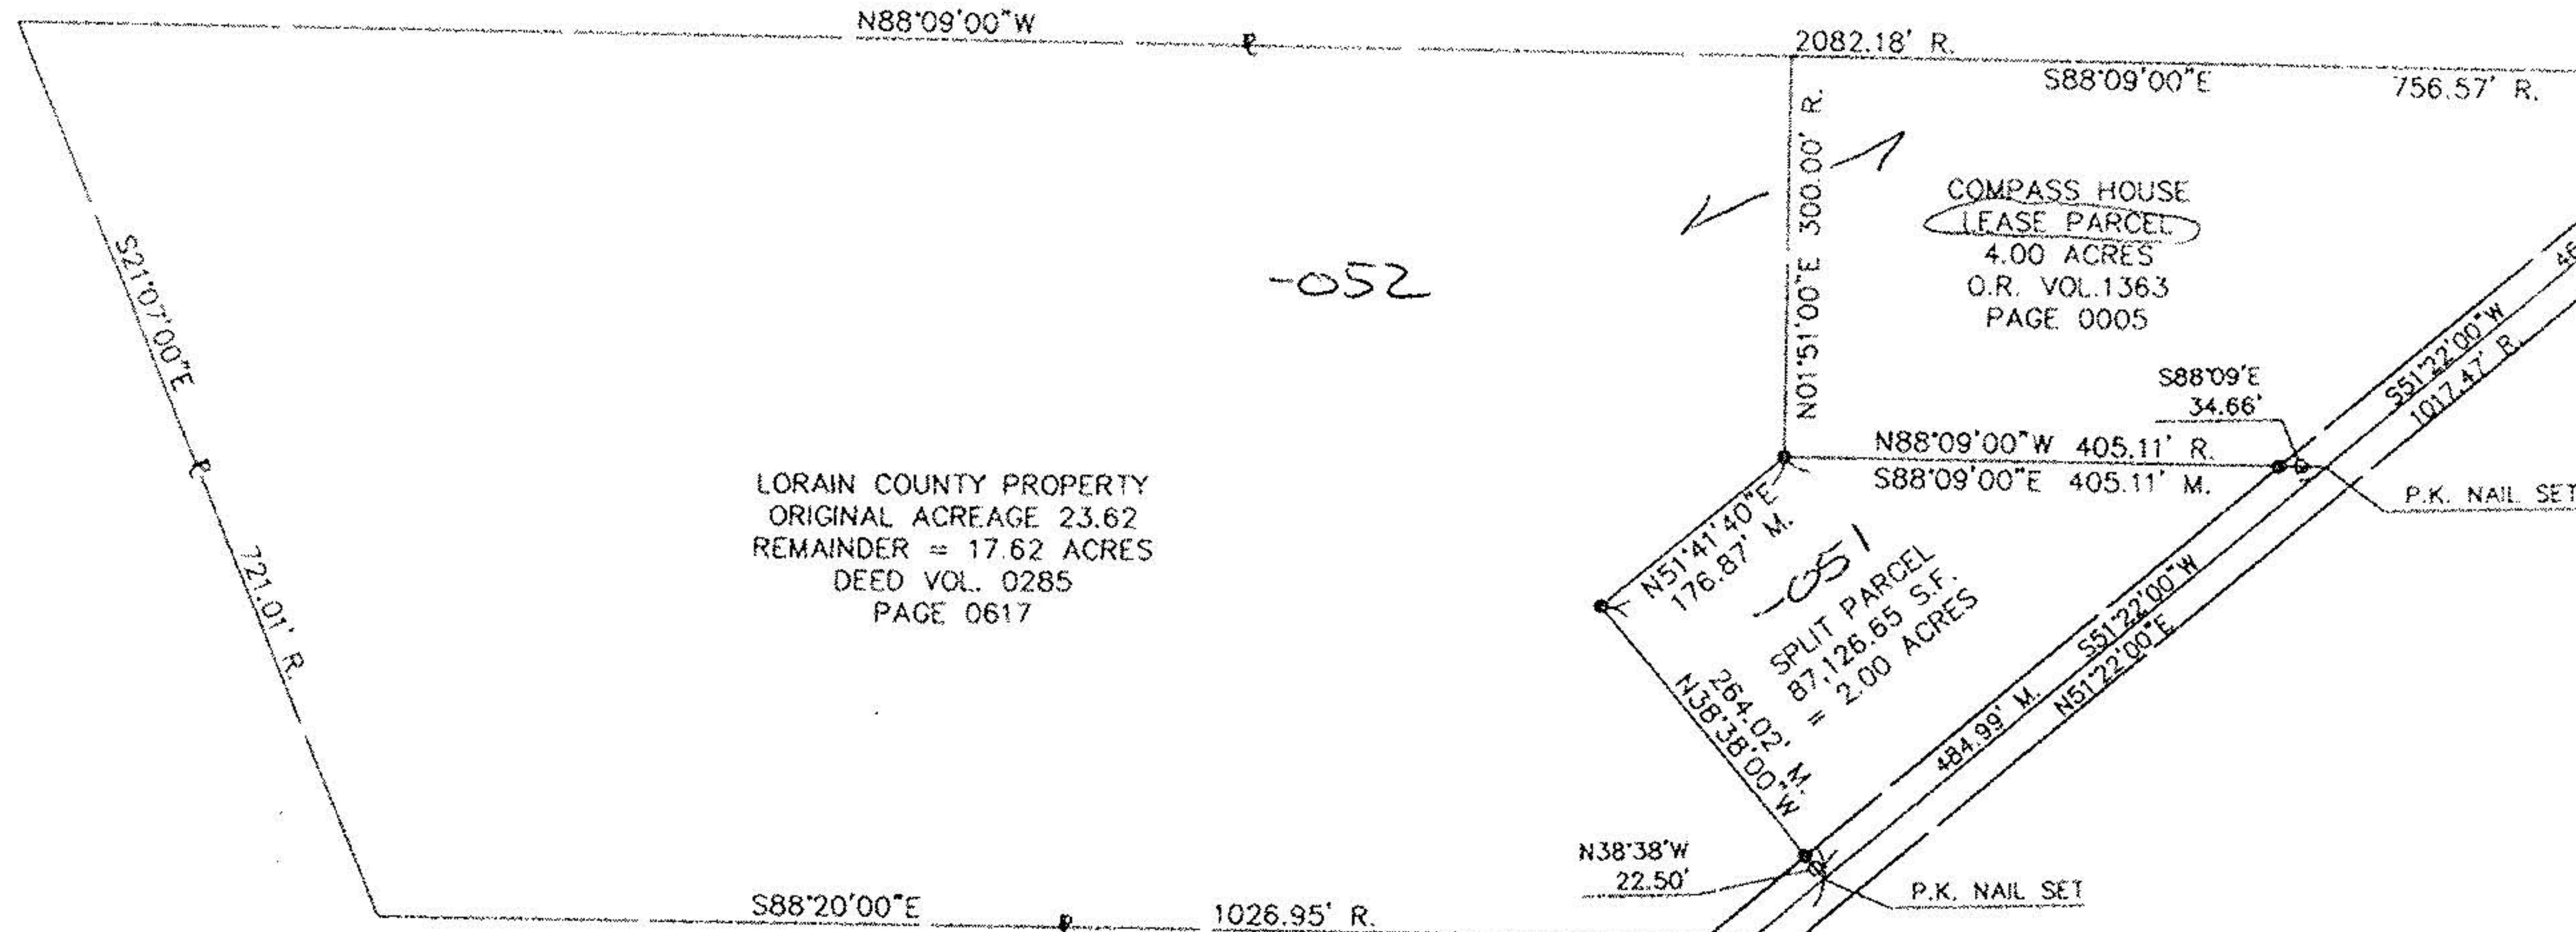 N88°09'00"W
2082.18' R.
S88°09'00"E
756.57' R.
N01°51'00"E 300.00' R.
COMPASS HOUSE
LEASE PARCEL
4.00 ACRES
O.R. VOL.1363
PAGE 0005
-052
S21°07'00"E
721.01' R.
LORAIN COUNTY PROPERTY
ORIGINAL ACREAGE 23.62
REMAINDER = 17.62 ACRES
DEED VOL. 0285
PAGE 0617
S88°09'E
34.66'
S51°22'00"W
1017.47' R.
N88°09'00"W 405.11' R.
S88°09'00"E 405.11' M.
P.K. NAIL SET
N51°41'40"E
176.87' M.
-051
SPLIT PARCEL
87,126.65 S.F.
= 2.00 ACRES
264.02' M.
N38°38'00"W
S51°22'00"W
484.99' M.
N51°22'00"E
N38°38'W
22.50'
P.K. NAIL SET
S88°20'00"E
1026.95' R.